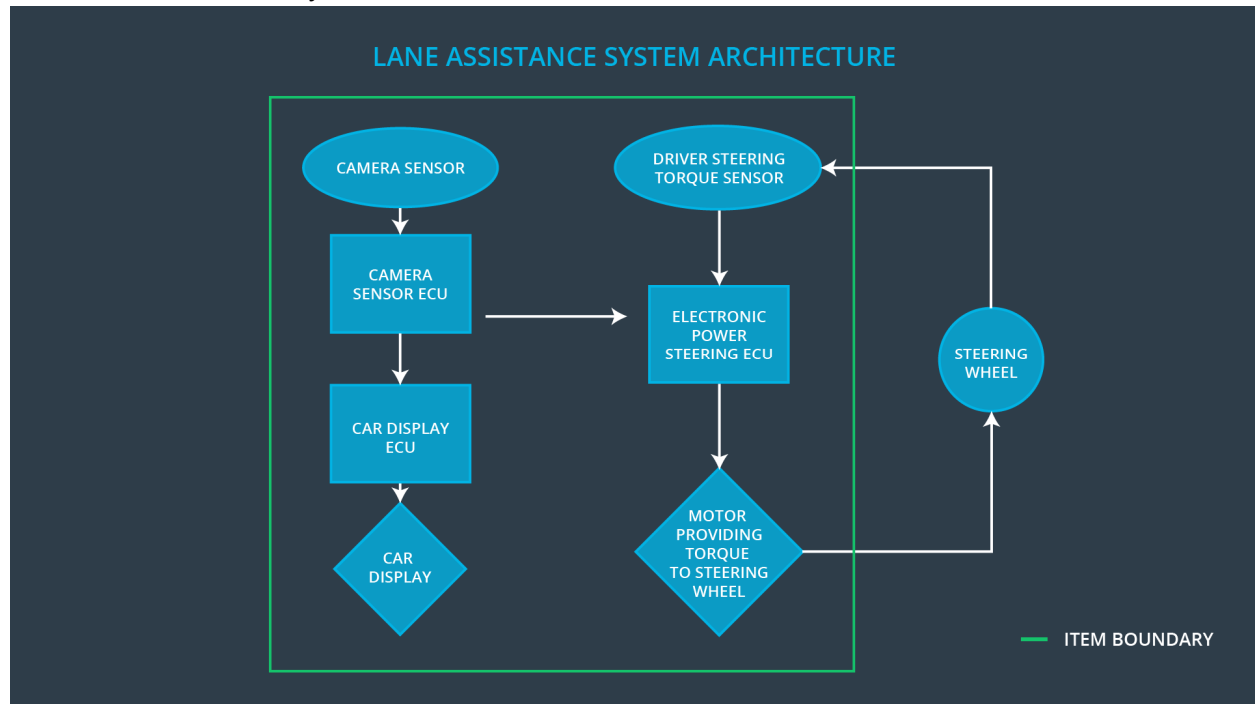 LANE ASSISTANCE SYSTEM ARCHITECTURE
CAMERA SENSOR
CAMERA
SENSOR ECU
CAR DISPLAY
ECU
CAR
DISPLAY
DRIVER STEERING
TORQUE SENSOR
ELECTRONIC
POWER
STEERING ECU
MOTOR
PROVIDING
TORQUE
TO STEERING
WHEEL
STEERING
WHEEL
ITEM BOUNDARY